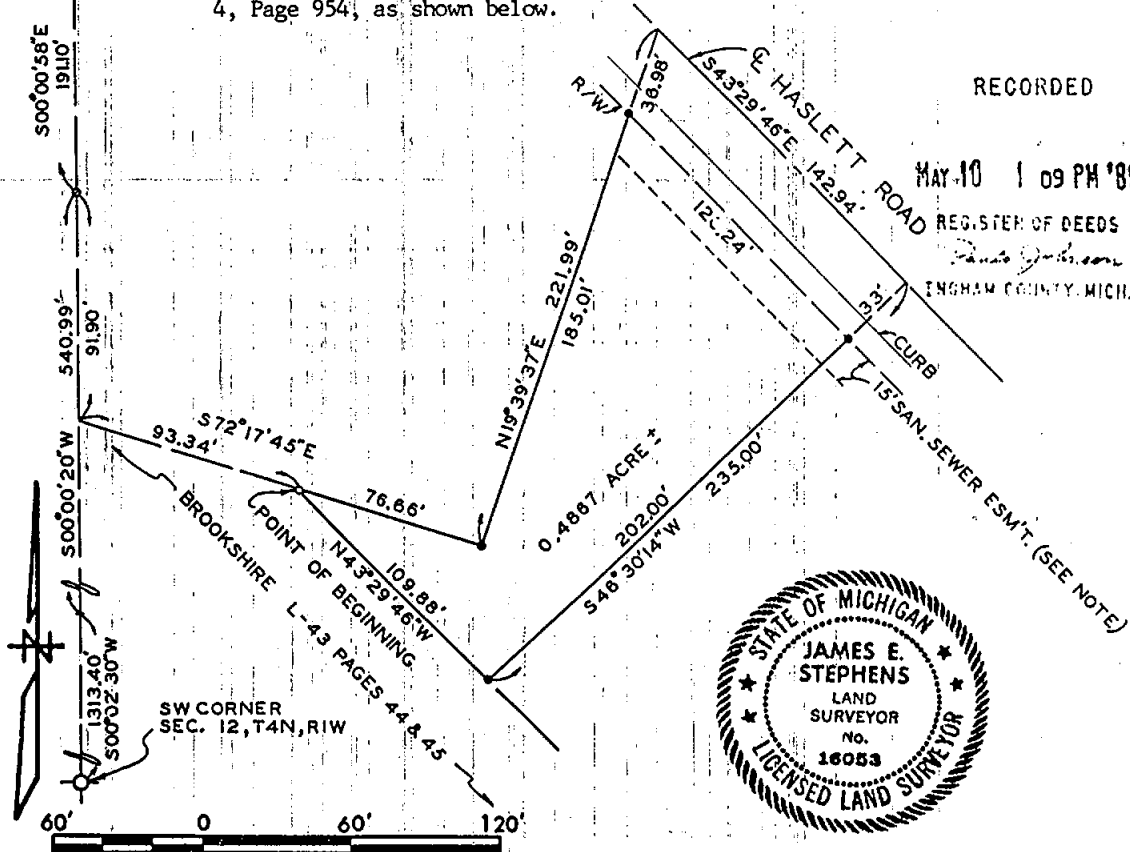 4, Page 954, as shown below.
S00°00'58"E
191.10'
℄ HASLETT ROAD
S43°29'46"E 142.94'
RECORDED
MAY 10 1 09 PM
REGISTER OF DEEDS
INGHAM COUNTY, MICH.
R/W
36.98'
33'
CURB
15' SAN. SEWER ESM'T. (SEE NOTE)
N19°39'37"E 221.99'
185.01'
540.99'
91.90'
S00°00'20"W
S72°17'45"E
93.34'
76.66'
0.4867 ACRE ±
202.00'
235.00'
S46°30'14"W
POINT OF BEGINNING
109.88'
N43°29'46"W
BROOKSHIRE L-43 PAGES 44 & 45
1313.40'
S00°02'30"W
SW CORNER
SEC. 12, T4N, R1W
N
STATE OF MICHIGAN
JAMES E.
STEPHENS
LAND
SURVEYOR
No.
16053
LICENSED LAND SURVEYOR
60' 0 60' 120'